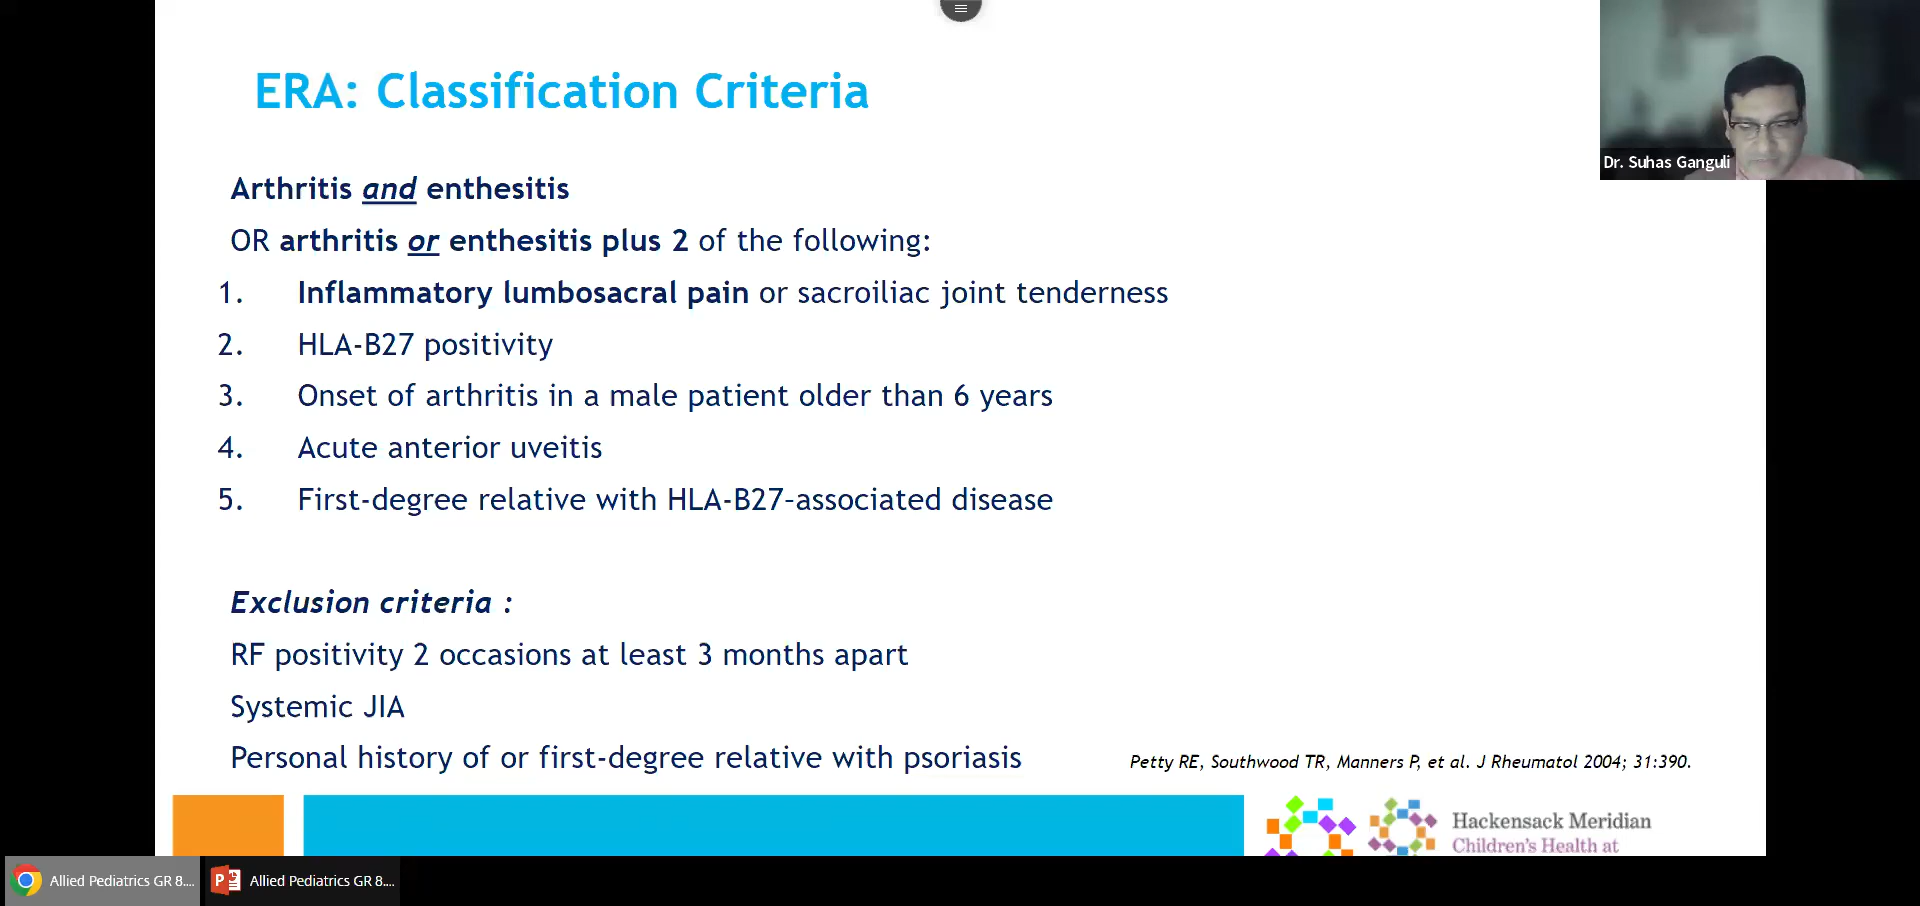 ERA: Classification Criteria
Dr. Suhas Ganguli
Arthritis and enthesitis
OR arthritis or enthesitis plus 2 of the following:
1. Inflammatory lumbosacral pain or sacroiliac joint tenderness
2. HLA-B27 positivity
3. Onset of arthritis in a male patient older than 6 years
4. Acute anterior uveitis
5. First-degree relative with HLA-B27–associated disease
Exclusion criteria :
RF positivity 2 occasions at least 3 months apart
Systemic JIA
Personal history of or first-degree relative with psoriasis
Petty RE, Southwood TR, Manners P, et al. J Rheumatol 2004; 31:390.
Hackensack Meridian
Children's Health at
Allied Pediatrics GR 8....
Allied Pediatrics GR 8....